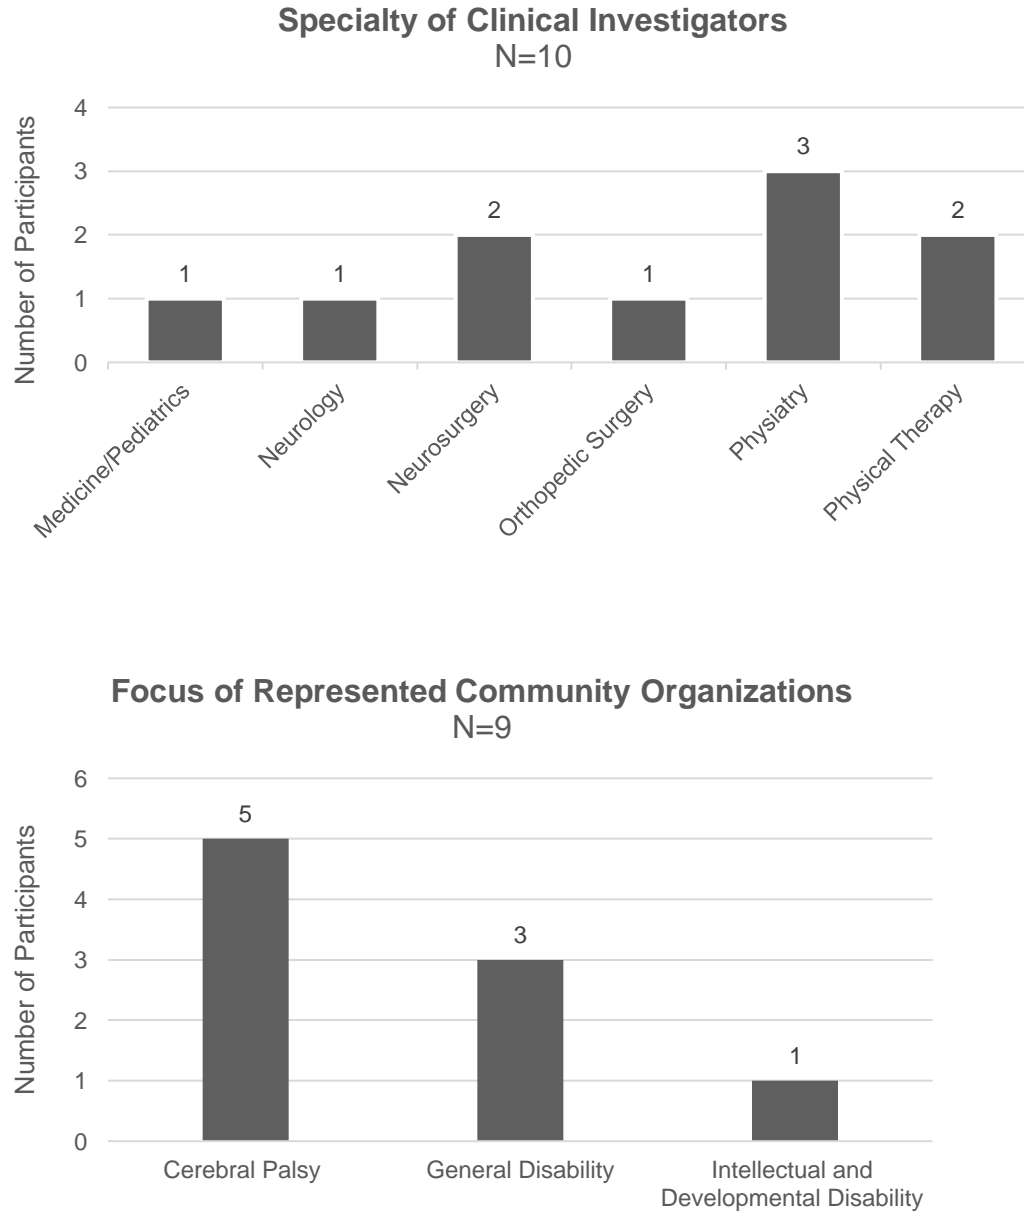 Specialty of Clinical Investigators
N=10
Number of Participants
4
3
2
1
0
1
1
2
1
3
2
Medicine/Pediatrics
Neurology
Neurosurgery
Orthopedic Surgery
Physiatry
Physical Therapy
Focus of Represented Community Organizations
N=9
Number of Participants
6
5
4
3
2
1
0
5
3
1
Cerebral Palsy
General Disability
Intellectual and
Developmental Disability